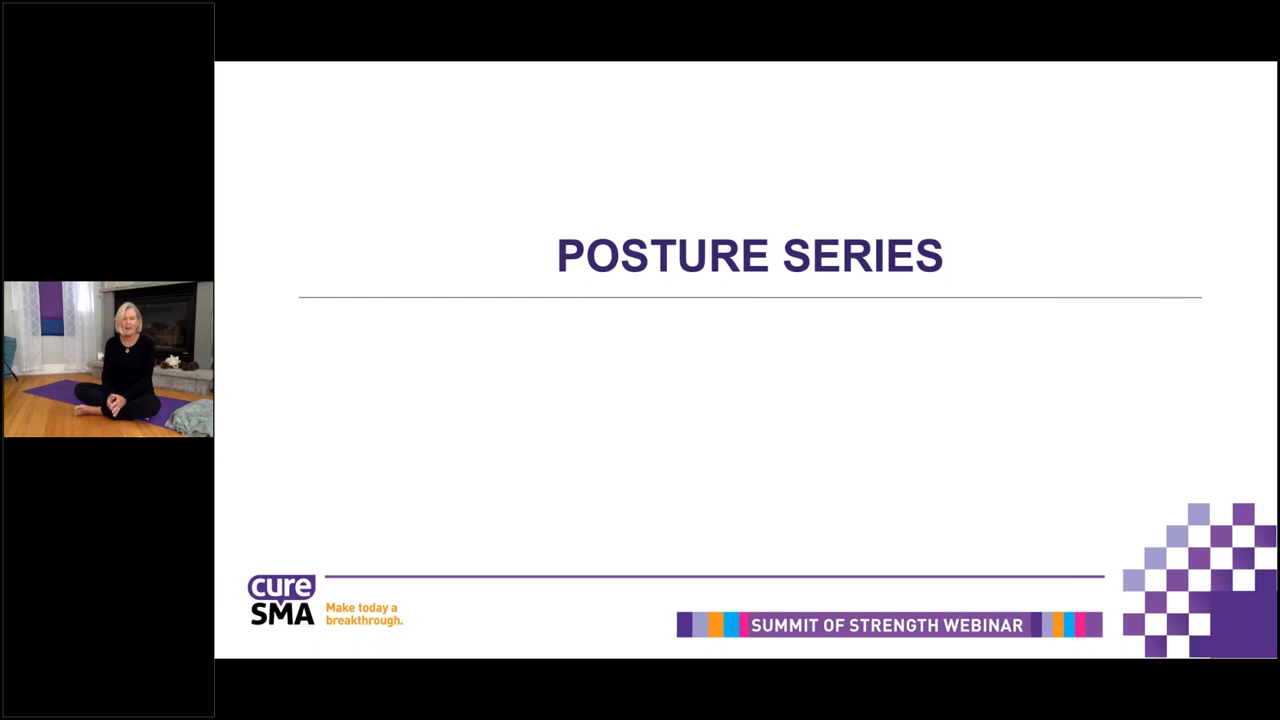 POSTURE SERIES
cure
SMA
Make today a
breakthrough.
SUMMIT OF STRENGTH WEBINAR